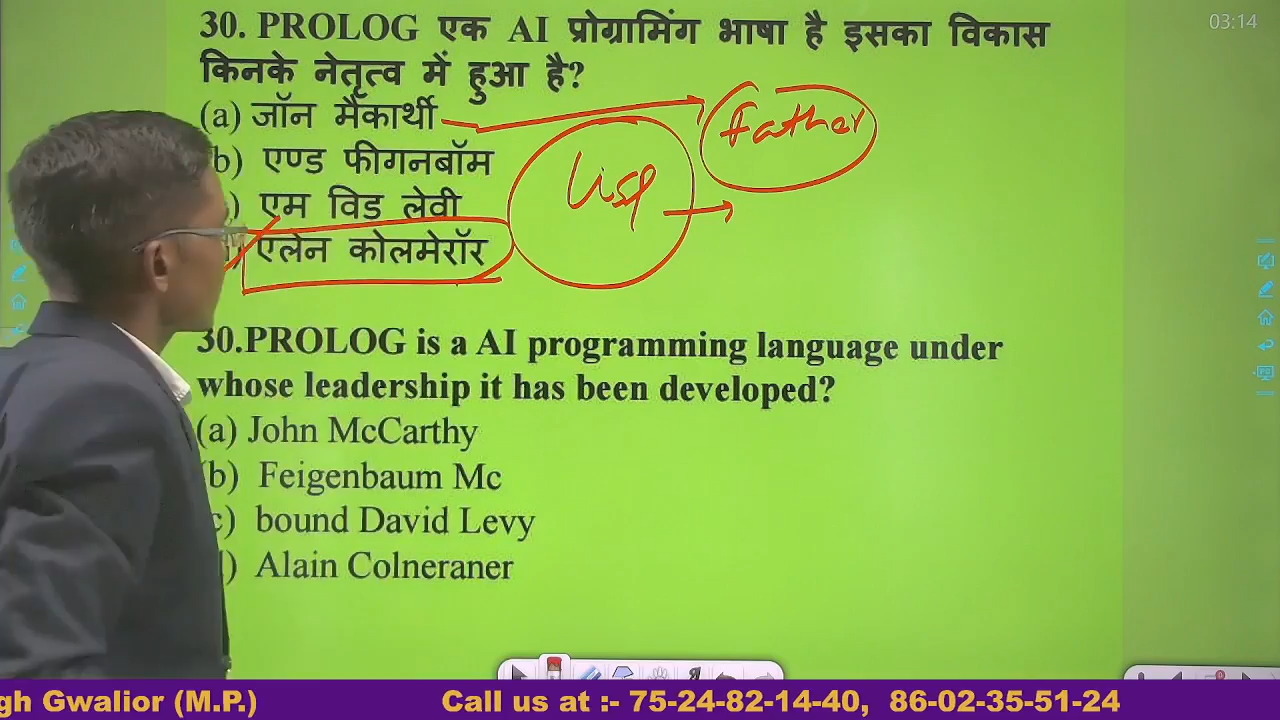 03:14
30. PROLOG एक AI प्रोग्रामिंग भाषा है इसका विकास
किनके नेतृत्व में हुआ है?
(a) जॉन मैकार्थी
Father
b) एण्ड फीगनबॉम
Lisp
) एम विड लेवी
) एलेन कोलमेरॉर
30.PROLOG is a AI programming language under
whose leadership it has been developed?
(a) John McCarthy
b) Feigenbaum Mc
c) bound David Levy
) Alain Colneraner
gh Gwalior (M.P.)
Call us at :- 75-24-82-14-40, 86-02-35-51-24